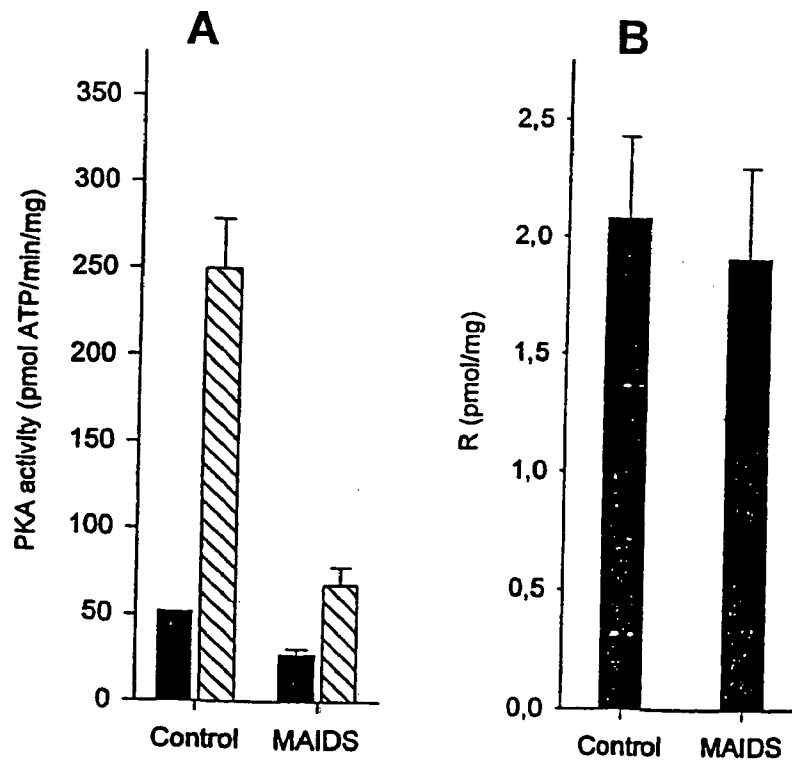 A
PKA activity (pmol ATP/min/mg)
350
300
250
200
150
100
50
0
Control MAIDS
B
R (pmol/mg)
2,5
2,0
1,5
1,0
0,5
0,0
Control MAIDS